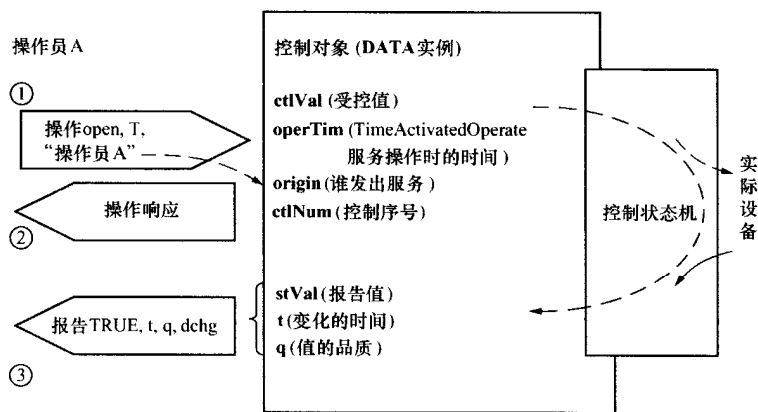 操作员A
①
操作open, T,
“操作员A”
操作响应
②
报告TRUE, t, q, dchg
③
控制对象 (DATA实例)
ctlVal (受控值)
operTim (TimeActivatedOperate
服务操作时的时间)
origin (谁发出服务)
ctlNum (控制序号)
stVal (报告值)
t (变化的时间)
q (值的品质)
控制状态机
实际设备